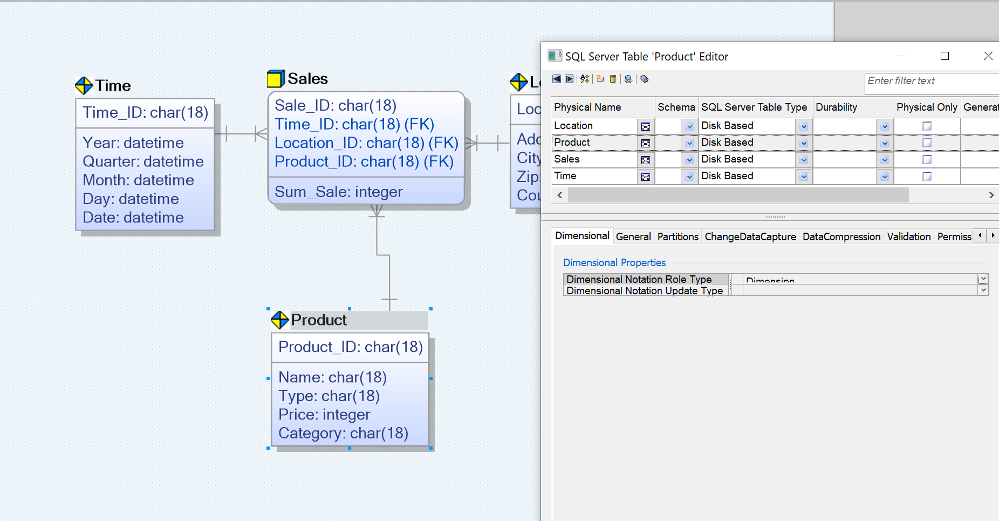 Time
Time_ID: char(18)
Year: datetime
Quarter: datetime
Month: datetime
Day: datetime
Date: datetime
Sales
Sale_ID: char(18)
Time_ID: char(18) (FK)
Location_ID: char(18) (FK)
Product_ID: char(18) (FK)
Sum_Sale: integer
Product
Product_ID: char(18)
Name: char(18)
Type: char(18)
Price: integer
Category: char(18)
Lo
Loc
Add
City
Zip:
Cou
SQL Server Table 'Product' Editor
Enter filter text
Physical Name Schema SQL Server Table Type Durability Physical Only Generat
Location Disk Based
Product Disk Based
Sales Disk Based
Time Disk Based
Dimensional General Partitions ChangeDataCapture DataCompression Validation Permiss
Dimensional Properties
Dimensional Notation Role Type Dimension
Dimensional Notation Update Type